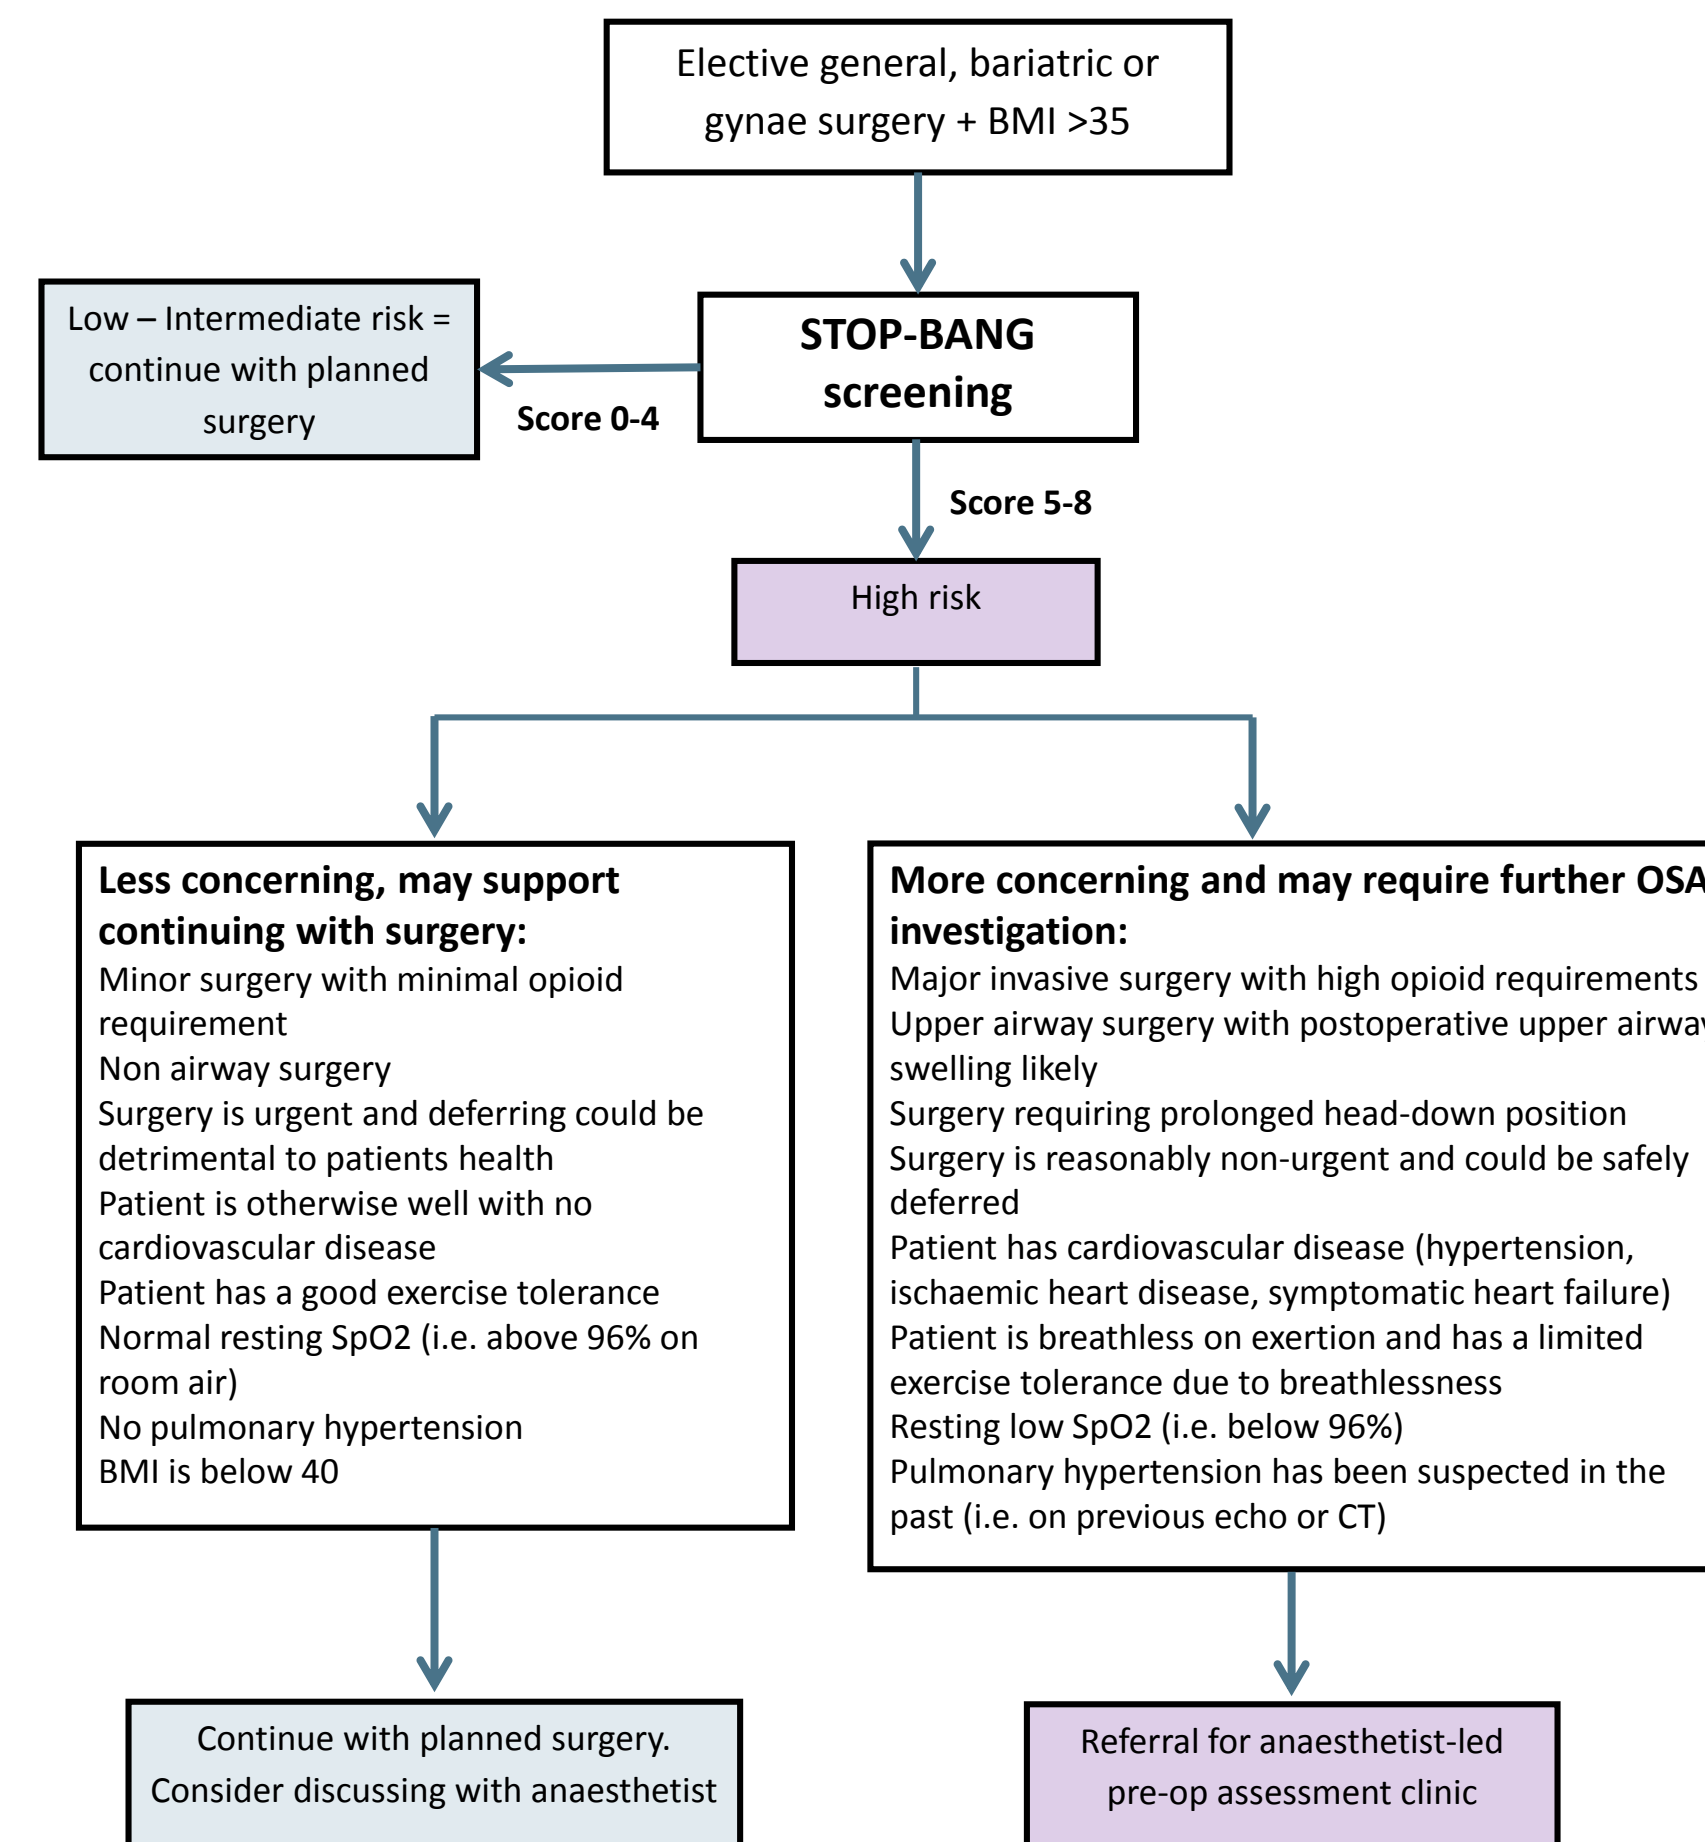 Elective general, bariatric or
gynae surgery + BMI >35
Low – Intermediate risk =
continue with planned
surgery
STOP-BANG
screening
Score 0-4
Score 5-8
High risk
Less concerning, may support
continuing with surgery:
Minor surgery with minimal opioid
requirement
Non airway surgery
Surgery is urgent and deferring could be
detrimental to patients health
Patient is otherwise well with no
cardiovascular disease
Patient has a good exercise tolerance
Normal resting SpO2 (i.e. above 96% on
room air)
No pulmonary hypertension
BMI is below 40
More concerning and may require further OSA
investigation:
Major invasive surgery with high opioid requirements
Upper airway surgery with postoperative upper airway
swelling likely
Surgery requiring prolonged head-down position
Surgery is reasonably non-urgent and could be safely
deferred
Patient has cardiovascular disease (hypertension,
ischaemic heart disease, symptomatic heart failure)
Patient is breathless on exertion and has a limited
exercise tolerance due to breathlessness
Resting low SpO2 (i.e. below 96%)
Pulmonary hypertension has been suspected in the
past (i.e. on previous echo or CT)
Continue with planned surgery.
Consider discussing with anaesthetist
Referral for anaesthetist-led
pre-op assessment clinic